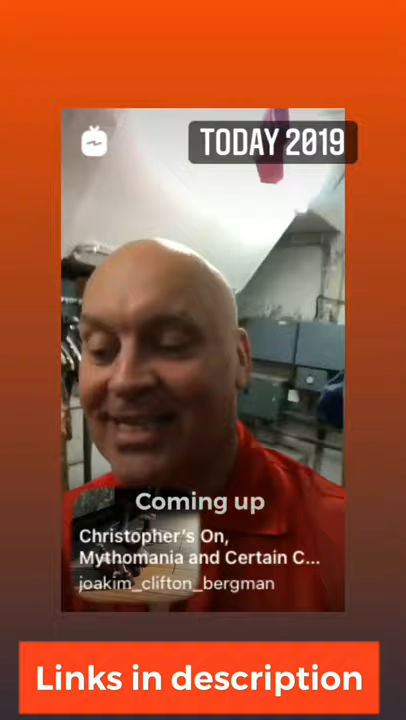 TODAY 2019
Coming up
Christopher's On,
Mythomania and Certain C...
joakim_clifton_bergman
Links in description